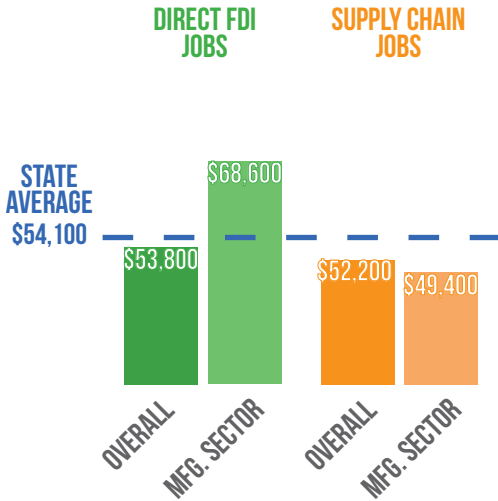 DIRECT FDI
JOBS
SUPPLY CHAIN
JOBS
STATE
AVERAGE
$54,100
$68,600
$53,800
$52,200
$49,400
OVERALL
MFG. SECTOR
OVERALL
MFG. SECTOR